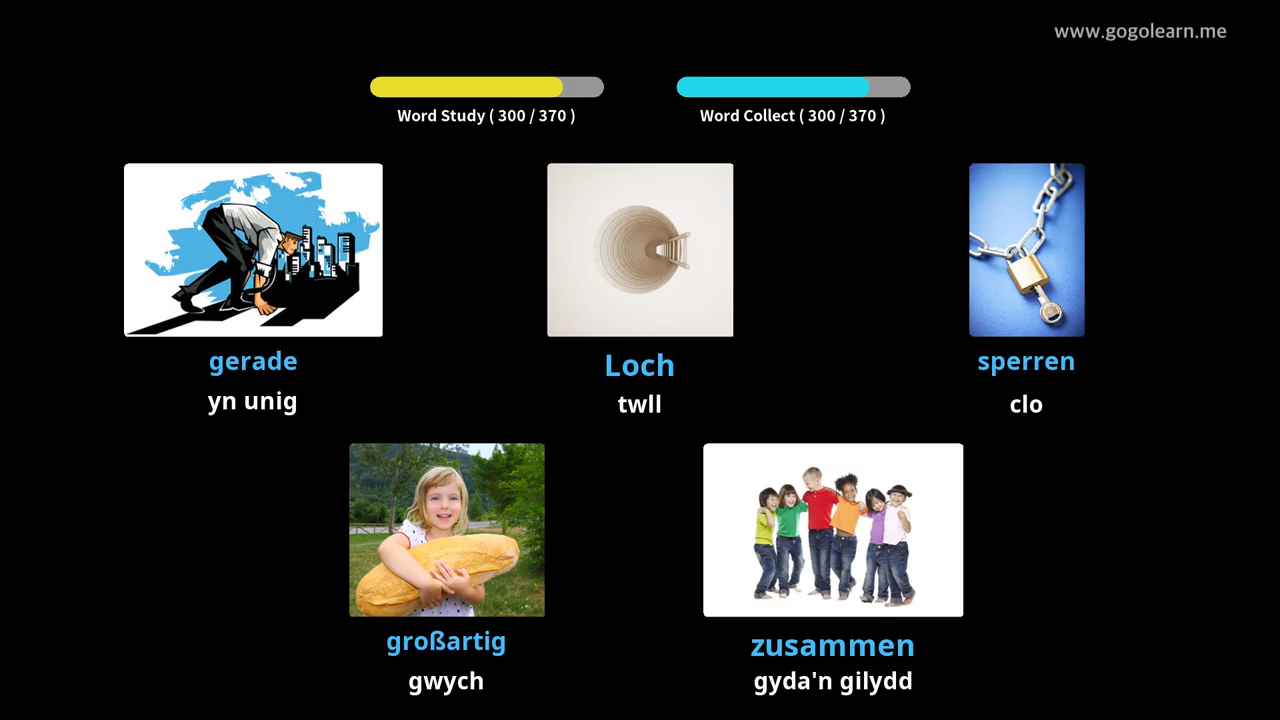 www.gogolearn.me
Word Study ( 300 / 370 )
Word Collect ( 300 / 370 )
gerade
yn unig
Loch
twll
sperren
clo
großartig
gwych
zusammen
gyda'n gilydd